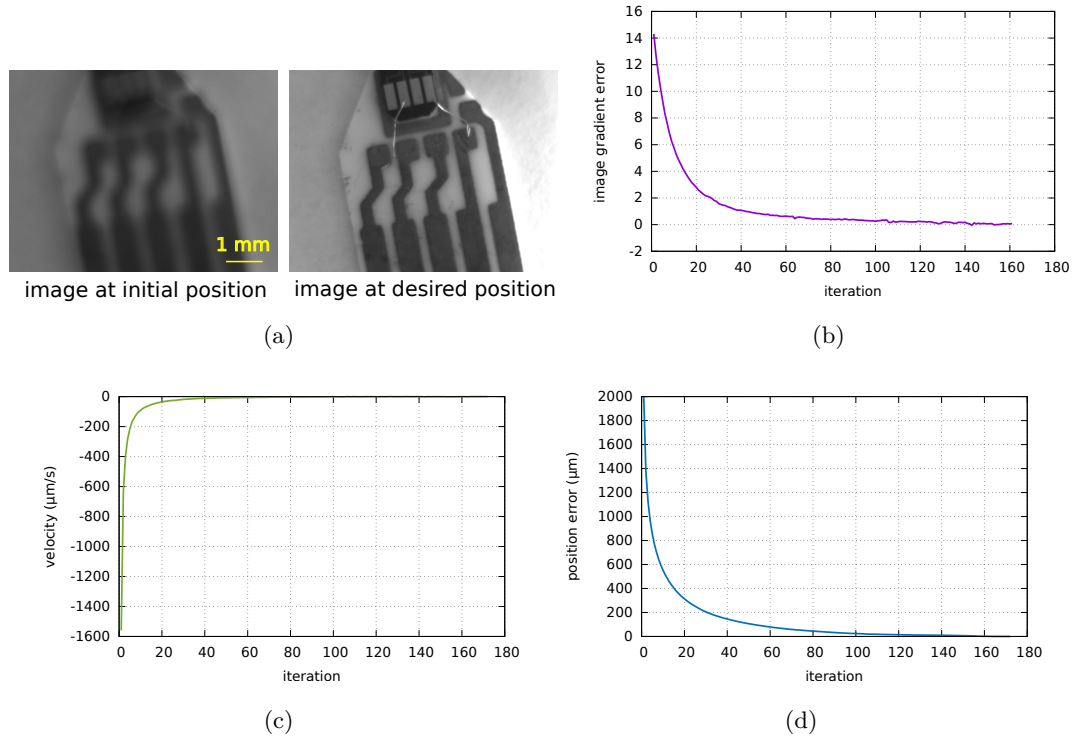 1 mm
image at initial position
image at desired position
(a)
16
14
12
10
8
6
4
2
0
-2
image gradient error
0 20 40 60 80 100 120 140 160 180
iteration
(b)
0
-200
-400
-600
-800
-1000
-1200
-1400
-1600
velocity (μm/s)
0 20 40 60 80 100 120 140 160 180
iteration
(c)
2000
1800
1600
1400
1200
1000
800
600
400
200
0
position error (μm)
0 20 40 60 80 100 120 140 160 180
iteration
(d)